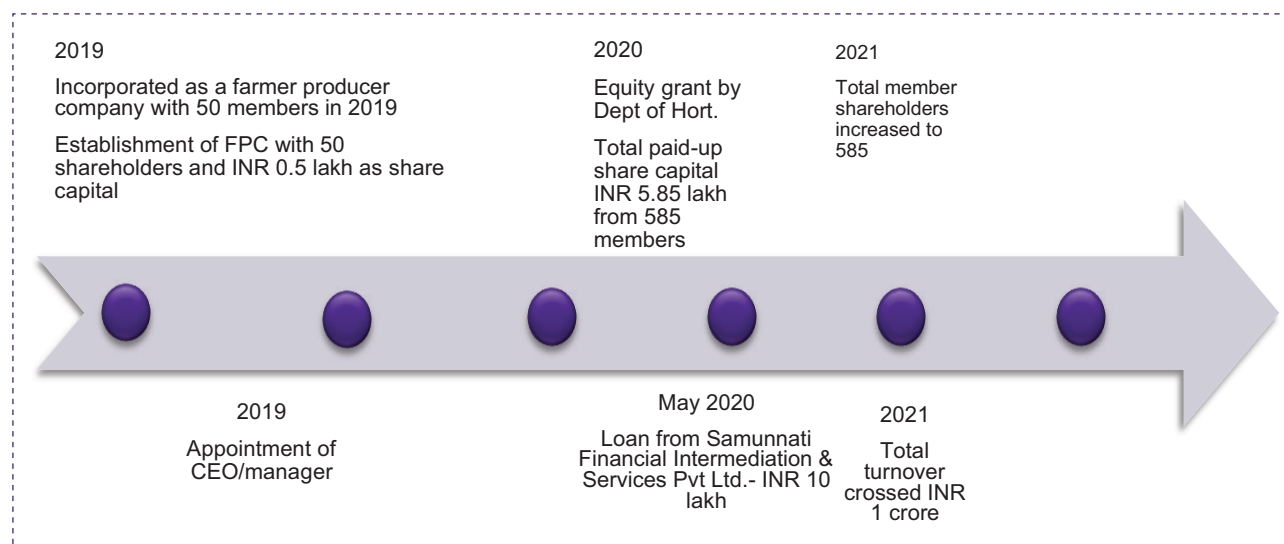 2019
Incorporated as a farmer producer
company with 50 members in 2019
Establishment of FPC with 50
shareholders and INR 0.5 lakh as share
capital
2020
Equity grant by
Dept of Hort.
Total paid-up
share capital
INR 5.85 lakh
from 585
members
2021
Total member
shareholders
increased to
585
2019
Appointment of
CEO/manager
May 2020
Loan from Samunnati
Financial Intermediation &
Services Pvt Ltd.- INR 10
lakh
2021
Total
turnover
crossed INR
1 crore